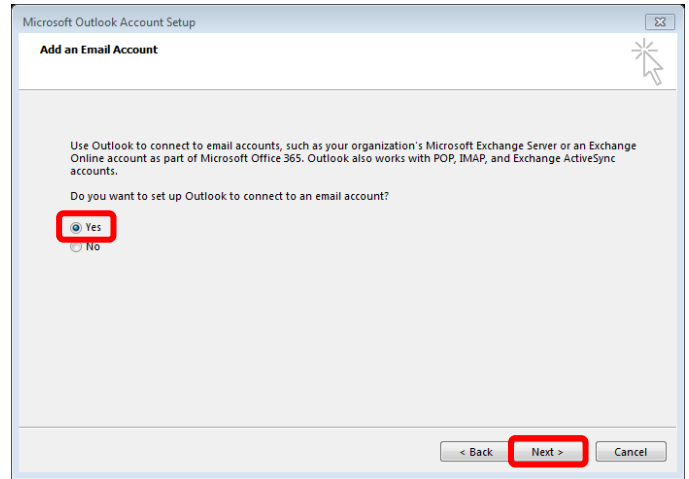 Microsoft Outlook Account Setup
Add an Email Account
Use Outlook to connect to email accounts, such as your organization's Microsoft Exchange Server or an Exchange
Online account as part of Microsoft Office 365. Outlook also works with POP, IMAP, and Exchange ActiveSync
accounts.
Do you want to set up Outlook to connect to an email account?
Yes
No
< Back Next > Cancel